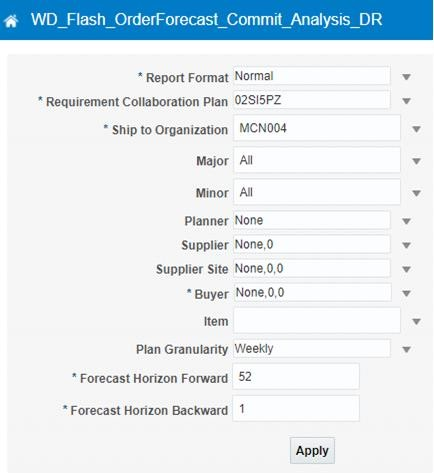 WD_Flash_OrderForecast_Commit_Analysis_DR
* Report Format Normal
* Requirement Collaboration Plan 02SI5PZ
* Ship to Organization MCN004
Major All
Minor All
Planner None
Supplier None,0
Supplier Site None,0,0
* Buyer None,0,0
Item
Plan Granularity Weekly
* Forecast Horizon Forward 52
* Forecast Horizon Backward 1
Apply